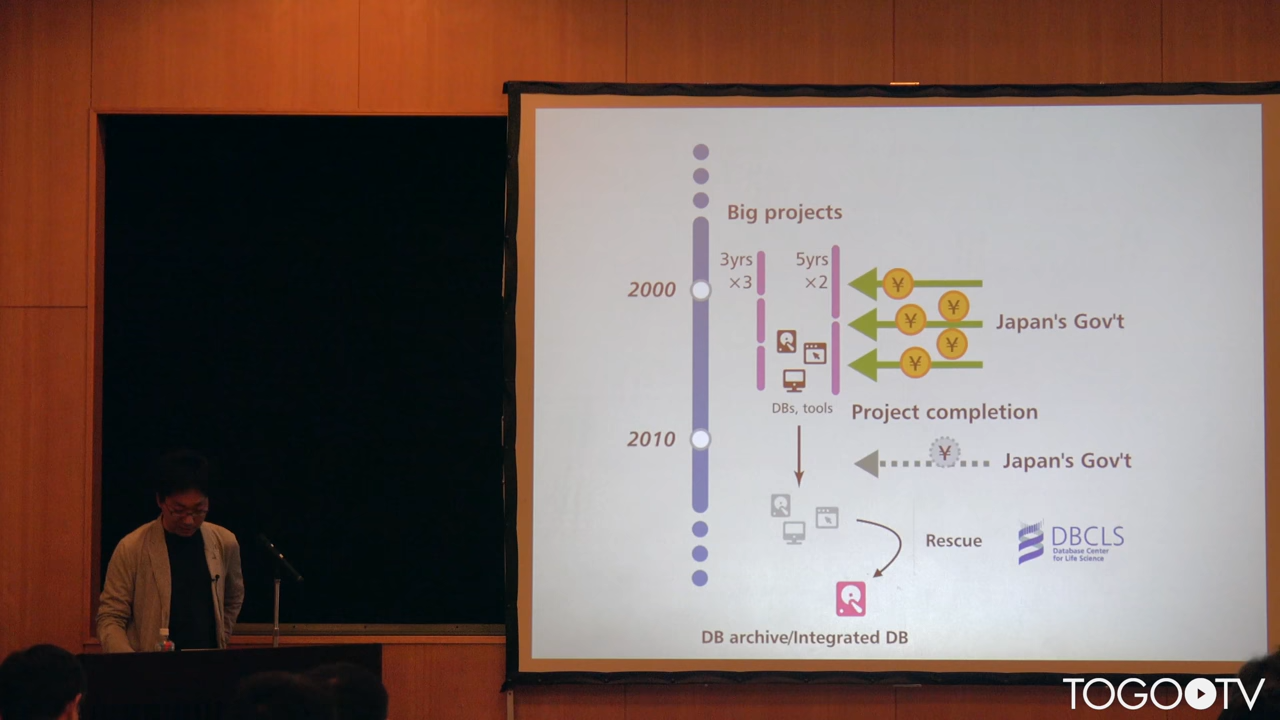 Big projects
3yrs
×3
5yrs
×2
2000
¥
¥
¥
¥
¥
Japan's Gov't
DBs, tools
Project completion
2010
¥
Japan's Gov't
Rescue
DBCLS
Database Center
for Life Science
DB archive/Integrated DB
TOGO TV